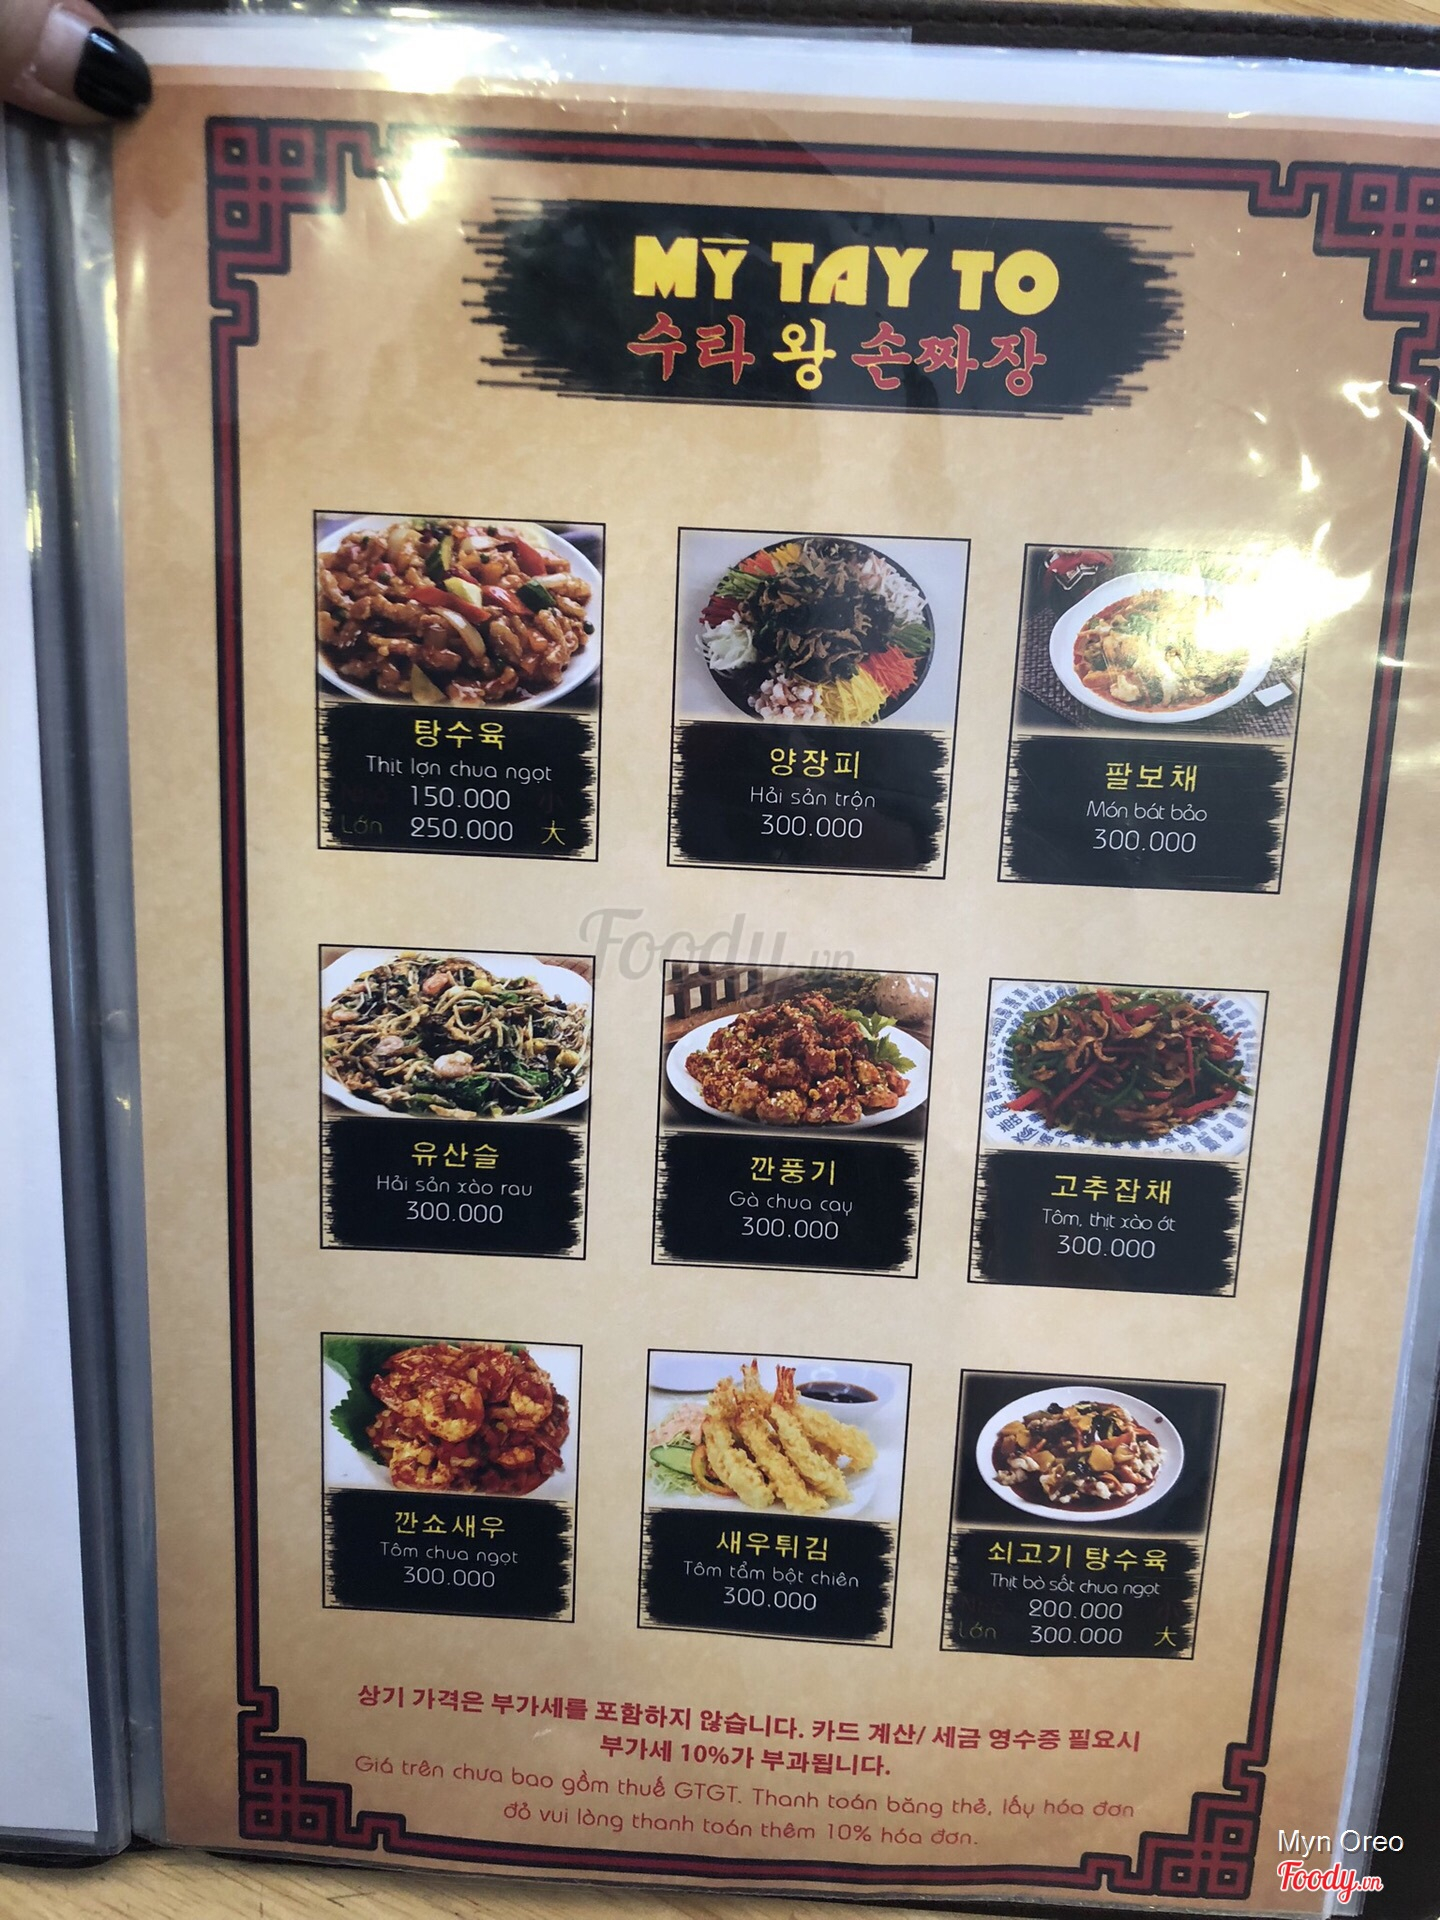 MỲ TAY TO
수타왕손짜장
탕수육
Thịt lợn chua ngọt
Nhỏ 150.000 小
Lớn 250.000 大
양장피
Hải sản trộn
300.000
팔보채
Món bát bảo
300.000
Foody.vn
유산슬
Hải sản xào rau
300.000
깐풍기
Gà chua cay
300.000
고추잡채
Tôm, thịt xào ớt
300.000
깐쇼새우
Tôm chua ngọt
300.000
새우튀김
Tôm tẩm bột chiên
300.000
쇠고기 탕수육
Thịt bò sốt chua ngọt
Nhỏ 200.000 小
Lớn 300.000 大
상기 가격은 부가세를 포함하지 않습니다. 카드 계산/ 세금 영수증 필요시
부가세 10%가 부과됩니다.
Giá trên chưa bao gồm thuế GTGT. Thanh toán băng thẻ, lấy hóa đơn
đỏ vui lòng thanh toán thêm 10% hóa đơn.
Myn Oreo
Foody.vn